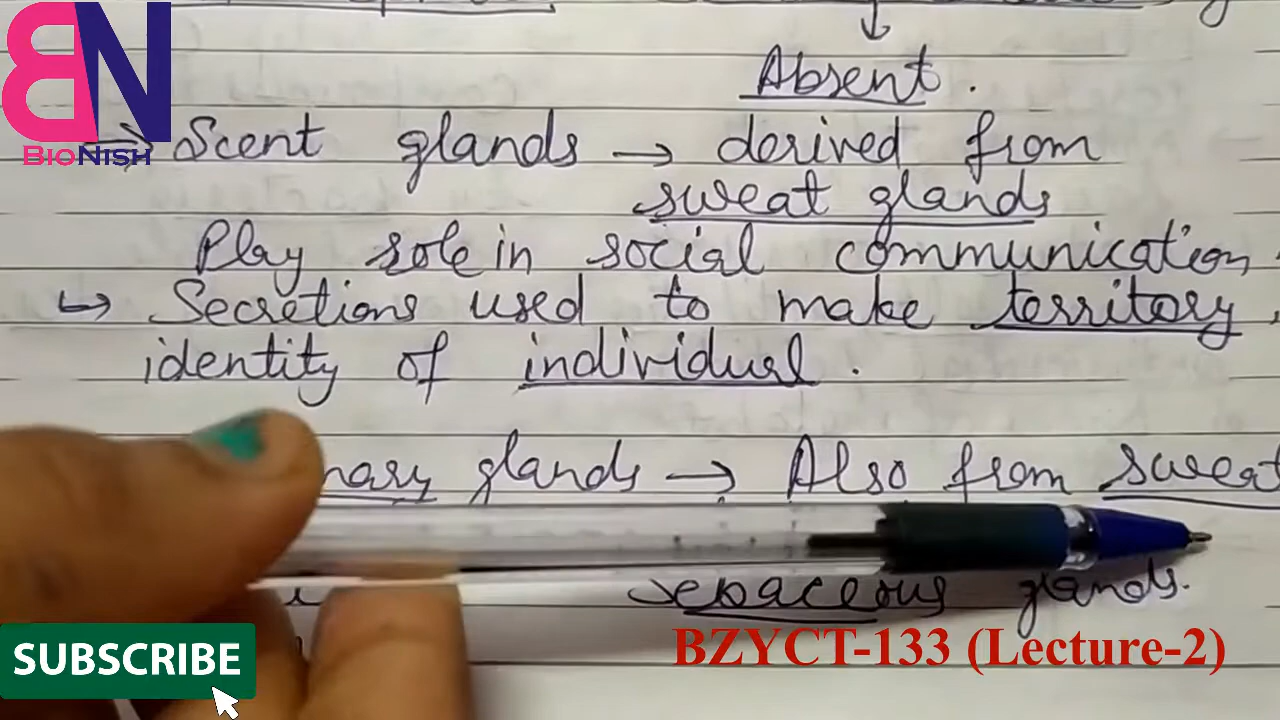 BN
BIONISH
Absent.
→ Scent glands → derived from
sweat glands
Play role in social communication.
↳ Secretions used to make territory,
identity of individual.
glands → Also from sweat
sebaceous glands.
BZYCT-133 (Lecture-2)
SUBSCRIBE